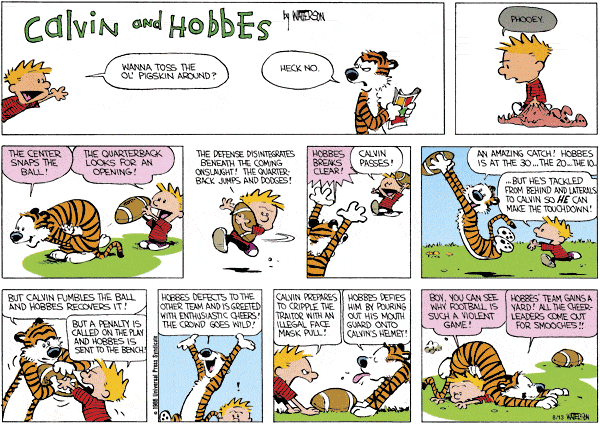 Calvin and HobbEs
by WATTERSON
WANNA TOSS THE
OL' PIGSKIN AROUND?
HECK NO.
PHOOEY.
THE CENTER
SNAPS THE
BALL!
THE QUARTERBACK
LOOKS FOR AN
OPENING!
THE DEFENSE DISINTEGRATES
BENEATH THE COMING
ONSLAUGHT! THE QUARTER-
BACK JUMPS AND DODGES!
HOBBES
BREAKS
CLEAR!
CALVIN
PASSES!
AN AMAZING CATCH! HOBBES
IS AT THE 30...THE 20...THE 10..
...BUT HE'S TACKLED
FROM BEHIND AND LATERALS
TO CALVIN SO HE CAN
MAKE THE TOUCHDOWN!
BUT CALVIN FUMBLES THE BALL
AND HOBBES RECOVERS IT!
BUT A PENALTY IS
CALLED ON THE PLAY
AND HOBBES IS
SENT TO THE BENCH!
HOBBES DEFECTS TO THE
OTHER TEAM AND IS GREETED
WITH ENTHUSIASTIC CHEERS!
THE CROWD GOES WILD!
!
© 1988 Universal Press Syndicate
CALVIN PREPARES
TO CRIPPLE THE
TRAITOR WITH AN
ILLEGAL FACE
MASK PULL!
HOBBES DEFIES
HIM BY POURING
OUT HIS MOUTH
GUARD ONTO
CALVIN'S HELMET!
BOY, YOU CAN SEE
WHY FOOTBALL IS
SUCH A VIOLENT
GAME!
HOBBES' TEAM GAINS A
YARD! ALL THE CHEER-
LEADERS COME OUT
FOR SMOOCHES!!
8/13 WATTERSON